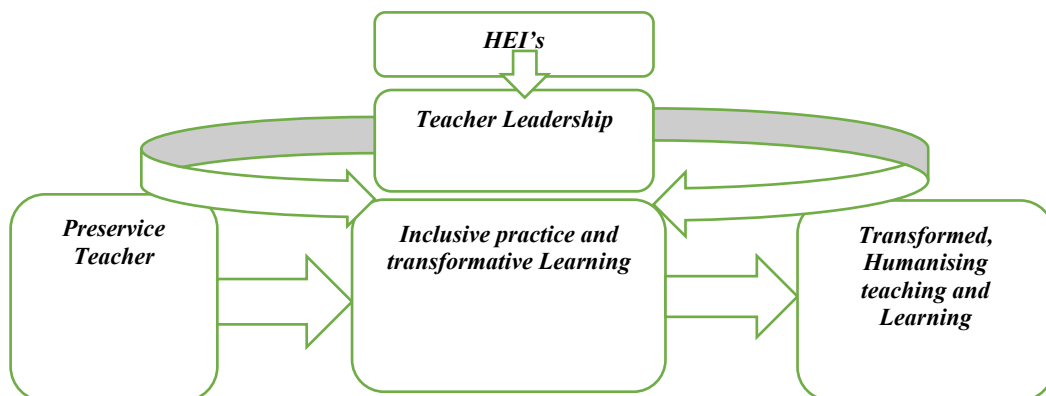 HEI’s
Teacher Leadership
Preservice
Teacher
Inclusive practice and
transformative Learning
Transformed,
Humanising
teaching and
Learning